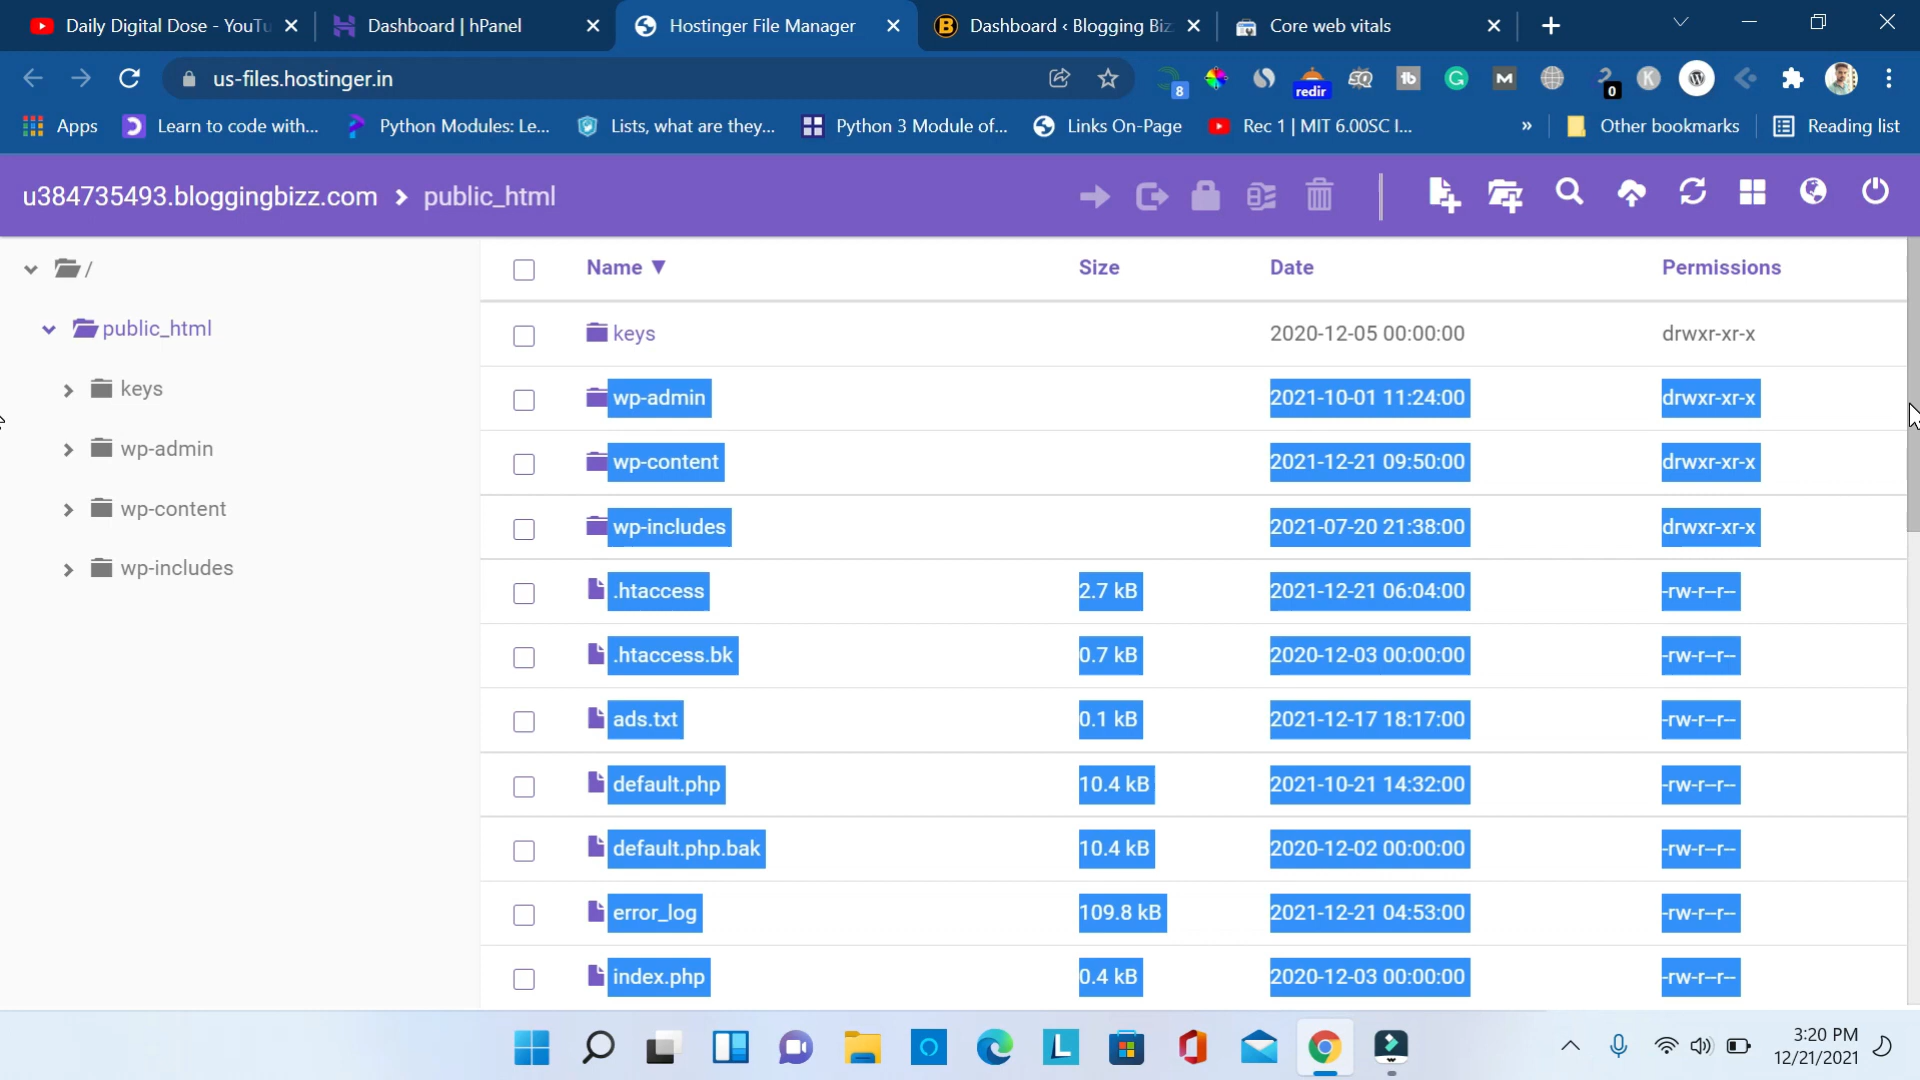 Daily Digital Dose - YouTu
Dashboard | hPanel
Hostinger File Manager
Dashboard ‹ Blogging Biz
Core web vitals
us-files.hostinger.in
8
redir
0
Apps
Learn to code with...
Python Modules: Le...
Lists, what are they,...
Python 3 Module of...
Links On-Page
Rec 1 | MIT 6.00SC I...
»
Other bookmarks
Reading list
u384735493.bloggingbizz.com > public_html
/
public_html
keys
wp-admin
wp-content
wp-includes
Name ▼ Size Date Permissions
keys 2020-12-05 00:00:00 drwxr-xr-x
wp-admin 2021-10-01 11:24:00 drwxr-xr-x
wp-content 2021-12-21 09:50:00 drwxr-xr-x
wp-includes 2021-07-20 21:38:00 drwxr-xr-x
.htaccess 2.7 kB 2021-12-21 06:04:00 -rw-r--r--
.htaccess.bk 0.7 kB 2020-12-03 00:00:00 -rw-r--r--
ads.txt 0.1 kB 2021-12-17 18:17:00 -rw-r--r--
default.php 10.4 kB 2021-10-21 14:32:00 -rw-r--r--
default.php.bak 10.4 kB 2020-12-02 00:00:00 -rw-r--r--
error_log 109.8 kB 2021-12-21 04:53:00 -rw-r--r--
index.php 0.4 kB 2020-12-03 00:00:00 -rw-r--r--
3:20 PM
12/21/2021